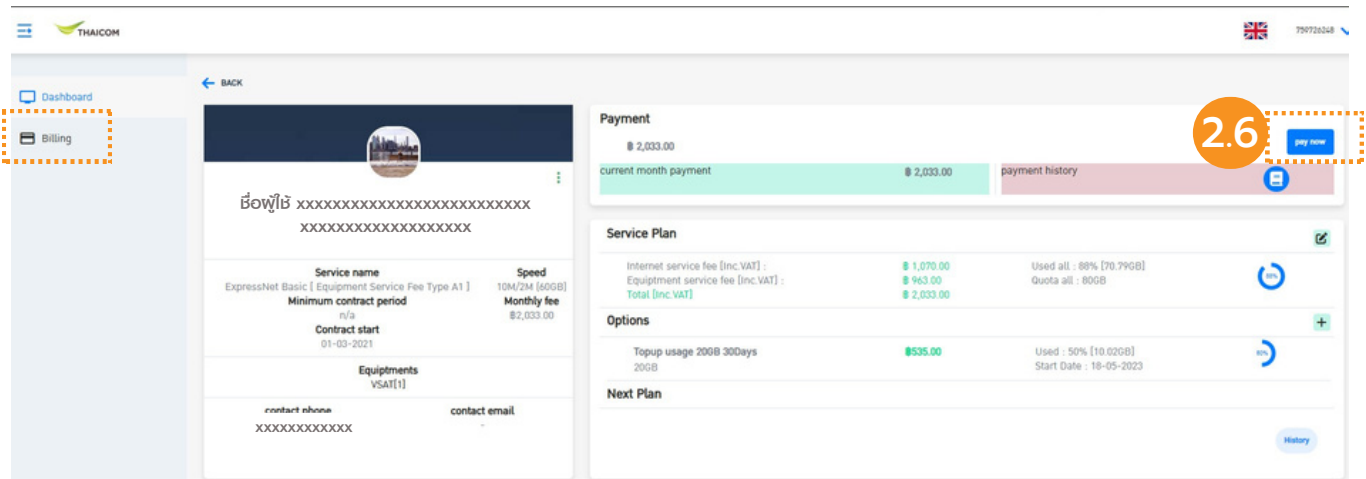 THAICOM
759726248
Dashboard
Billing
BACK
ชื่อผู้ใช้ xxxxxxxxxxxxxxxxxxxxxxxxxx
xxxxxxxxxxxxxxxxxxx
Service name
Speed
ExpressNet Basic [ Equipment Service Fee Type A1 ]
10M/2M [60GB]
Minimum contract period
Monthly fee
n/a
฿2,033.00
Contract start
01-03-2021
Equiptments
VSAT[1]
contact phone
contact email
xxxxxxxxxxxx
-
Payment
฿ 2,033.00
2.6
pay now
current month payment
฿ 2,033.00
payment history
Service Plan
Internet service fee [Inc.VAT] :
฿ 1,070.00
Used all : 88% [70.79GB]
Equiptment service fee [Inc.VAT] :
฿ 963.00
Quota all : 80GB
Total [Inc.VAT]
฿ 2,033.00
Options
+
Topup usage 20GB 30Days
฿535.00
Used : 50% [10.02GB]
20GB
Start Date : 18-05-2023
Next Plan
History